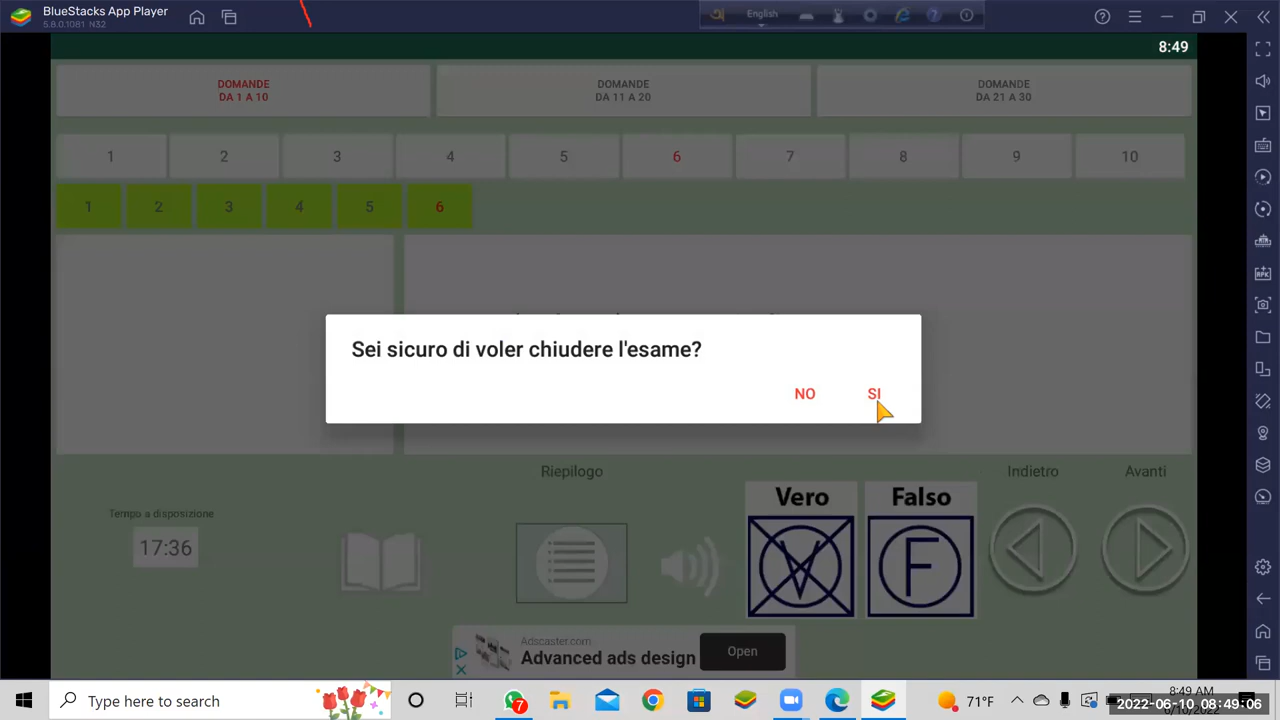 BlueStacks App Player
5.8.0.1081 N32
English
8:49
DOMANDE
DA 1 A 10
DOMANDE
DA 11 A 20
DOMANDE
DA 21 A 30
1 2 3 4 5 6 7 8 9 10
1 2 3 4 5 6
Sei sicuro di voler chiudere l'esame?
NO SI
Riepilogo
Indietro Avanti
Tempo a disposizione
17:36
Vero Falso
V F
Adscaster.com
Advanced ads design
Open
Type here to search
7
71°F
8:49 AM
2022-06-10 08:49:06